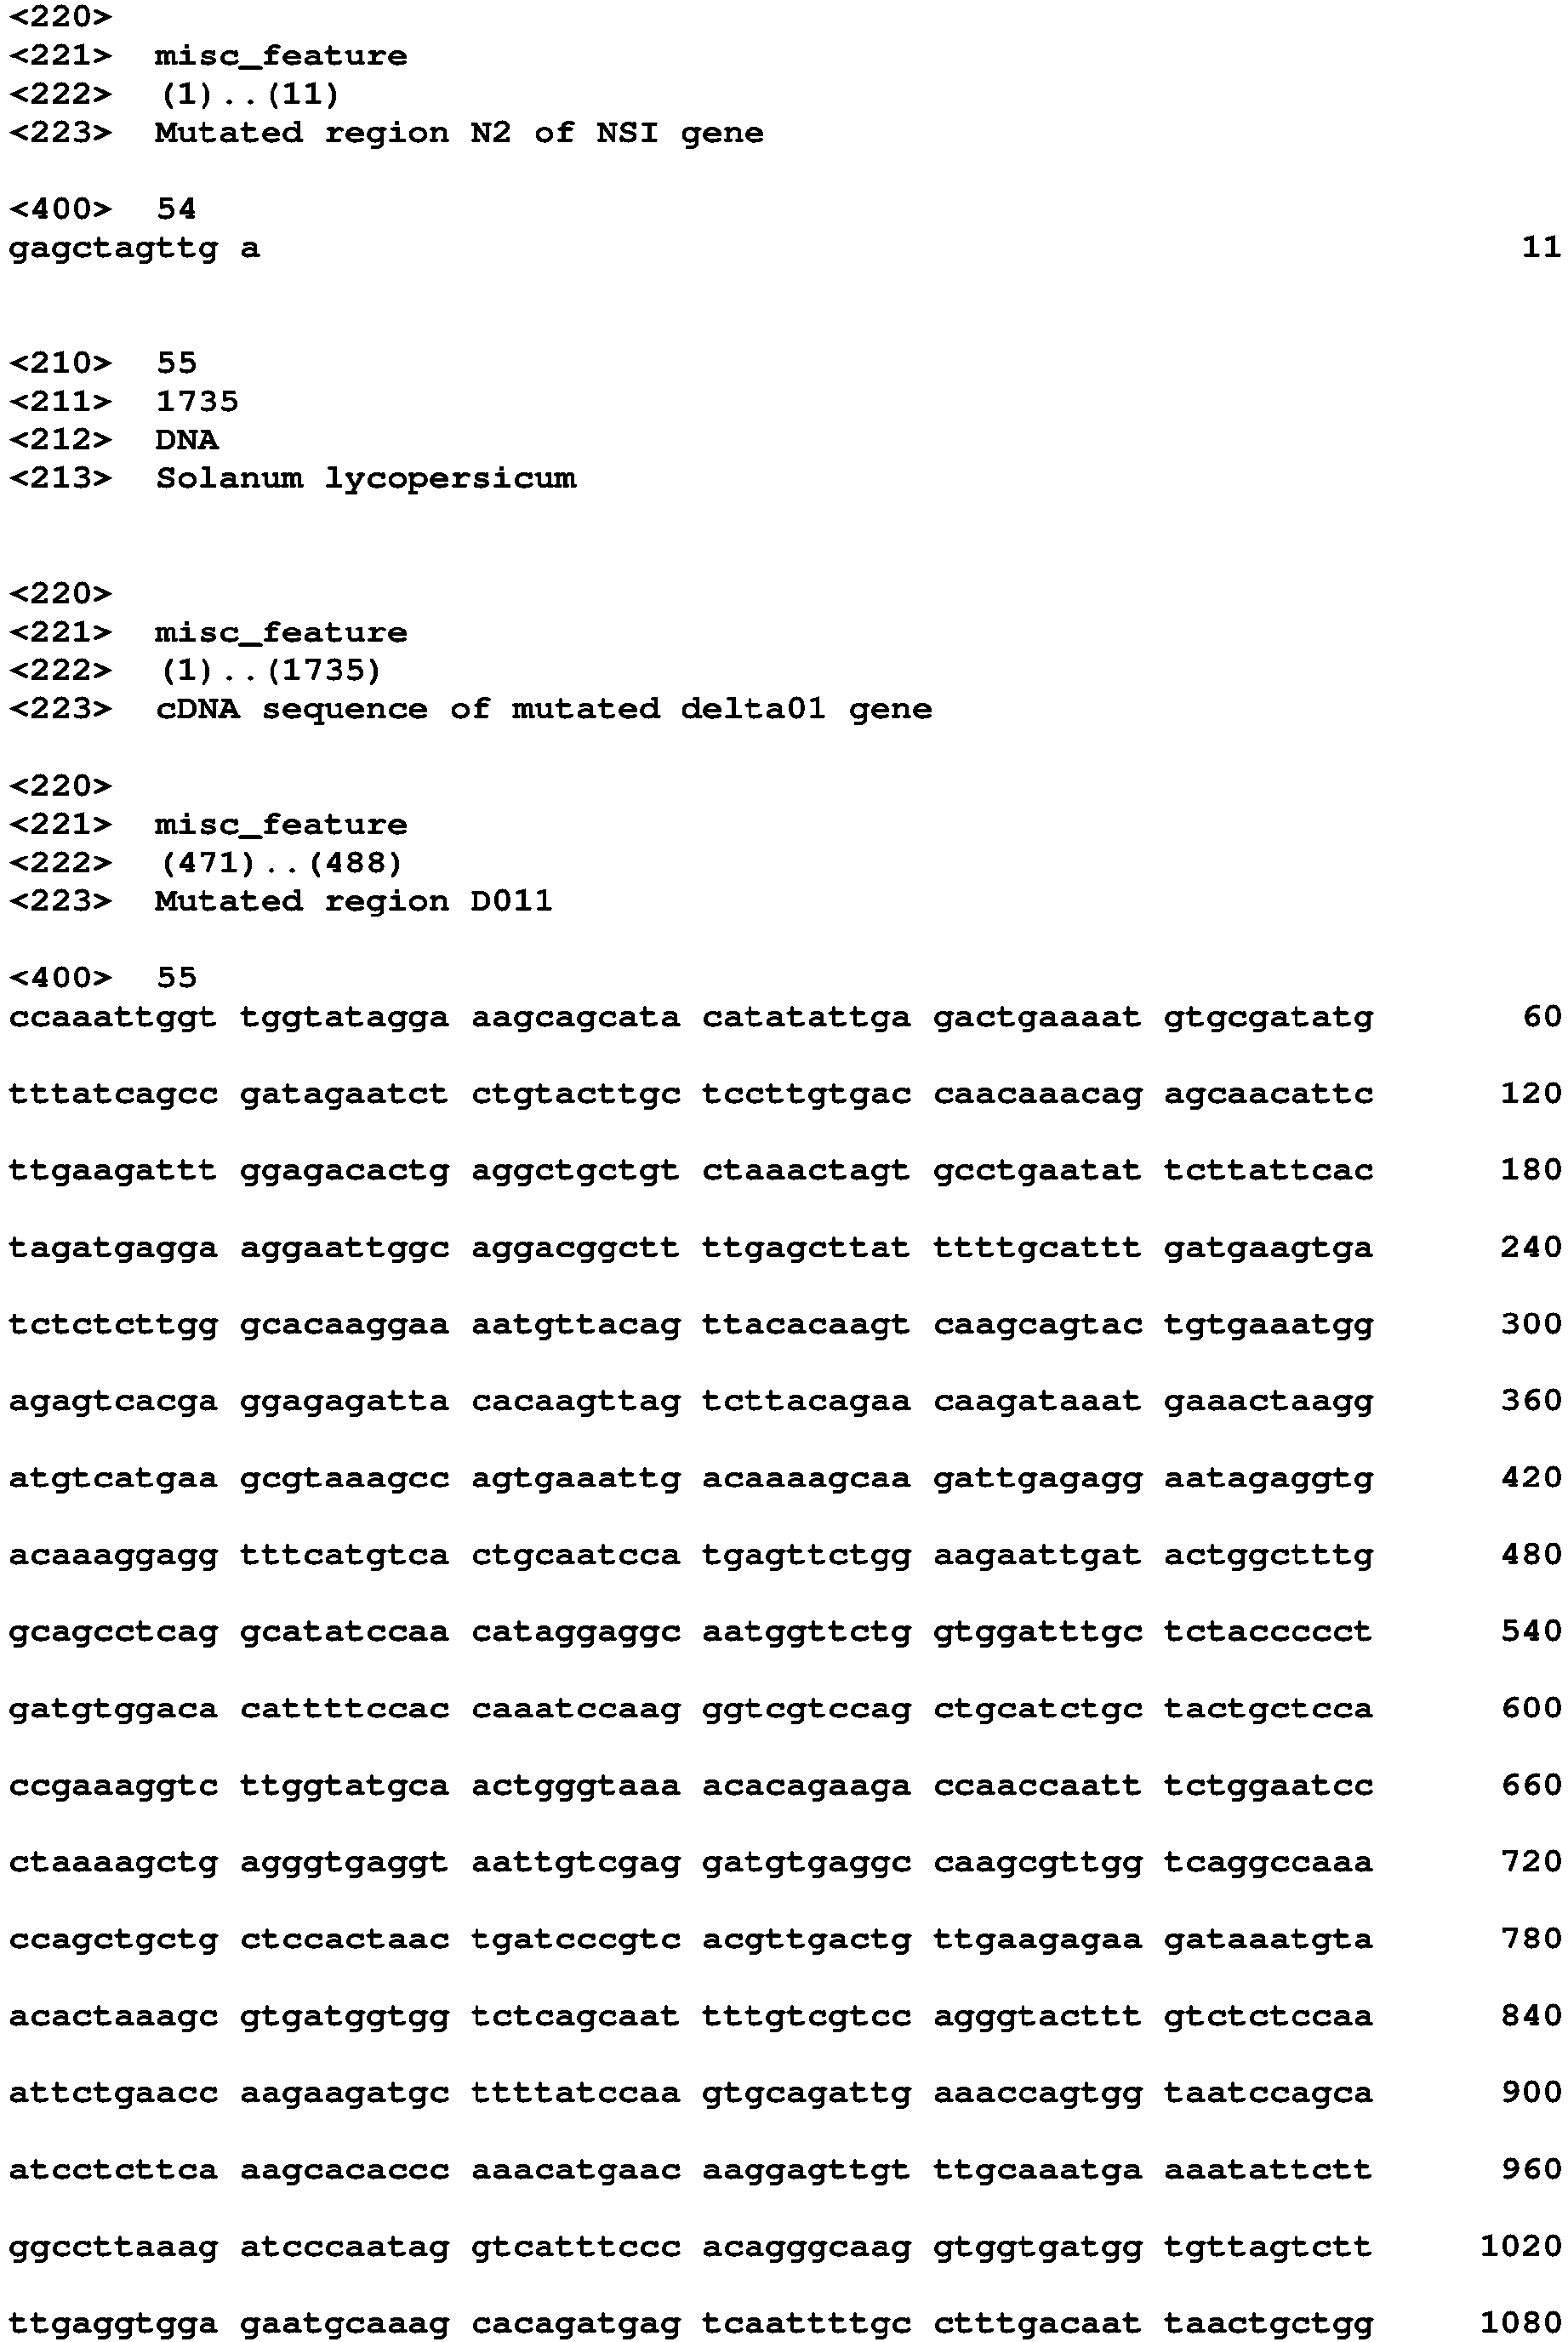 <220>
<221> misc_feature
<222> (1)..(11)
<223> Mutated region N2 of NSI gene
<400> 54
gagctagttg a 11
<210> 55
<211> 1735
<212> DNA
<213> Solanum lycopersicum
<220>
<221> misc_feature
<222> (1)..(1735)
<223> cDNA sequence of mutated delta01 gene
<220>
<221> misc_feature
<222> (471)..(488)
<223> Mutated region D011
<400> 55
ccaaattggt tggtatagga aagcagcata catatattga gactgaaaat gtgcgatatg 60
tttatcagcc gatagaatct ctgtacttgc tccttgtgac caacaaacag agcaacattc 120
ttgaagattt ggagacactg aggctgctgt ctaaactagt gcctgaatat tcttattcac 180
tagatgagga aggaattggc aggacggctt ttgagcttat ttttgcattt gatgaagtga 240
tctctcttgg gcacaaggaa aatgttacag ttacacaagt caagcagtac tgtgaaatgg 300
agagtcacga ggagagatta cacaagttag tcttacagaa caagataaat gaaactaagg 360
atgtcatgaa gcgtaaagcc agtgaaattg acaaaagcaa gattgagagg aatagaggtg 420
acaaaggagg tttcatgtca ctgcaatcca tgagttctgg aagaattgat actggctttg 480
gcagcctcag gcatatccaa cataggaggc aatggttctg gtggatttgc tctaccccct 540
gatgtggaca cattttccac caaatccaag ggtcgtccag ctgcatctgc tactgctcca 600
ccgaaaggtc ttggtatgca actgggtaaa acacagaaga ccaaccaatt tctggaatcc 660
ctaaaagctg agggtgaggt aattgtcgag gatgtgaggc caagcgttgg tcaggccaaa 720
ccagctgctg ctccactaac tgatcccgtc acgttgactg ttgaagagaa gataaatgta 780
acactaaagc gtgatggtgg tctcagcaat tttgtcgtcc agggtacttt gtctctccaa 840
attctgaacc aagaagatgc ttttatccaa gtgcagattg aaaccagtgg taatccagca 900
atcctcttca aagcacaccc aaacatgaac aaggagttgt ttgcaaatga aaatattctt 960
ggccttaaag atcccaatag gtcatttccc acagggcaag gtggtgatgg tgttagtctt 1020
ttgaggtgga gaatgcaaag cacagatgag tcaattttgc ctttgacaat taactgctgg 1080